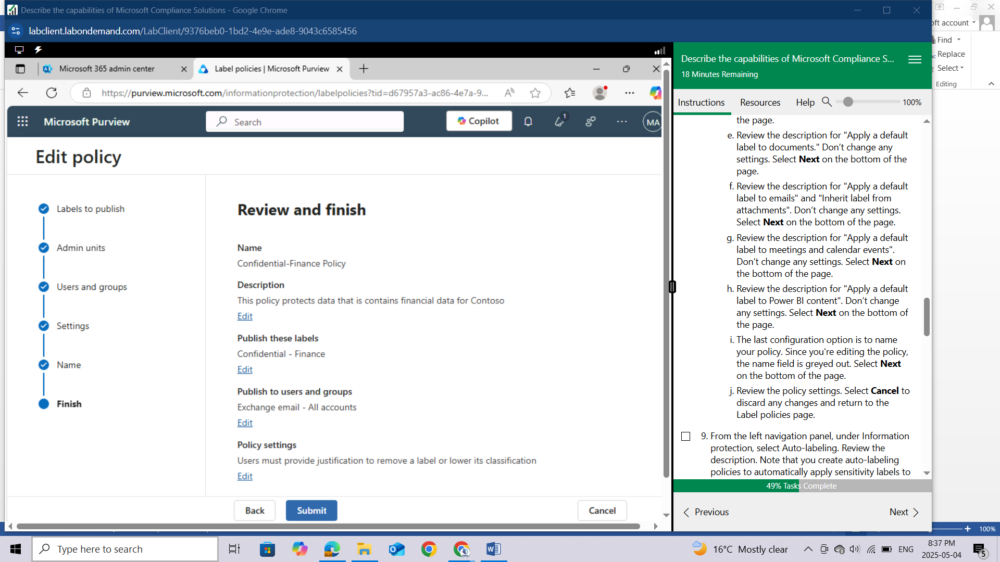 Describe the capabilities of Microsoft Compliance Solutions - Google Chrome
labclient.labondemand.com/LabClient/9376beb0-1bd2-4e9e-ade8-9043c6585456
Microsoft 365 admin center
Label policies | Microsoft Purview
https://purview.microsoft.com/informationprotection/labelpolicies?tid=d67957a3-ac86-4e7a-9...
Microsoft Purview
Search
Copilot
1
MA
Edit policy
Labels to publish
Admin units
Users and groups
Settings
Name
Finish
Review and finish
Name
Confidential-Finance Policy
Description
This policy protects data that is contains financial data for Contoso
Edit
Publish these labels
Confidential - Finance
Edit
Publish to users and groups
Exchange email - All accounts
Edit
Policy settings
Users must provide justification to remove a label or lower its classification
Edit
Back
Submit
Cancel
Describe the capabilities of Microsoft Compliance S...
18 Minutes Remaining
Instructions
Resources
Help
100%
the page.
e. Review the description for "Apply a default
label to documents." Don't change any
settings. Select Next on the bottom of the
page.
f. Review the description for "Apply a default
label to emails" and "Inherit label from
attachments". Don't change any settings.
Select Next on the bottom of the page.
g. Review the description for "Apply a default
label to meetings and calendar events".
Don't change any settings. Select Next on
the bottom of the page.
h. Review the description for "Apply a default
label to Power BI content". Don't change
any settings. Select Next on the bottom of
the page.
i. The last configuration option is to name
your policy. Since you're editing the policy,
the name field is greyed out. Select Next
on the bottom of the page.
j. Review the policy settings. Select Cancel to
discard any changes and return to the
Label policies page.
9. From the left navigation panel, under Information
protection, select Auto-labeling. Review the
description. Note that you create auto-labeling
policies to automatically apply sensitivity labels to
49% Tasks Complete
Previous
Next
account
Find
Replace
Select
Editing
100%
Type here to search
16°C Mostly clear
ENG
8:37 PM
2025-05-04
5